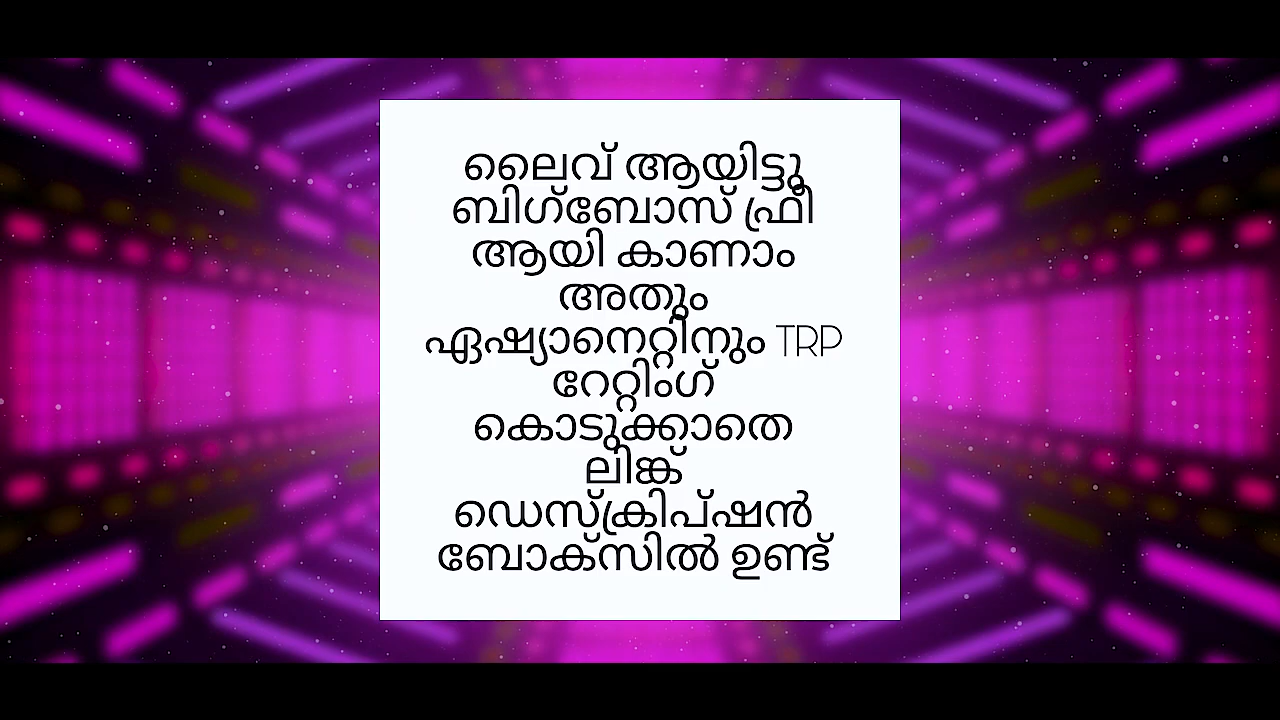 ലൈവ് ആയിട്ടു
ബിഗ്ബോസ് ഫ്രീ
ആയി കാണാം
അതും
ഏഷ്യാനെറ്റിനും TRP
റേറ്റിംഗ്
കൊടുക്കാതെ
ലിങ്ക്
ഡെസ്ക്രിപ്ഷൻ
ബോക്സിൽ ഉണ്ട്